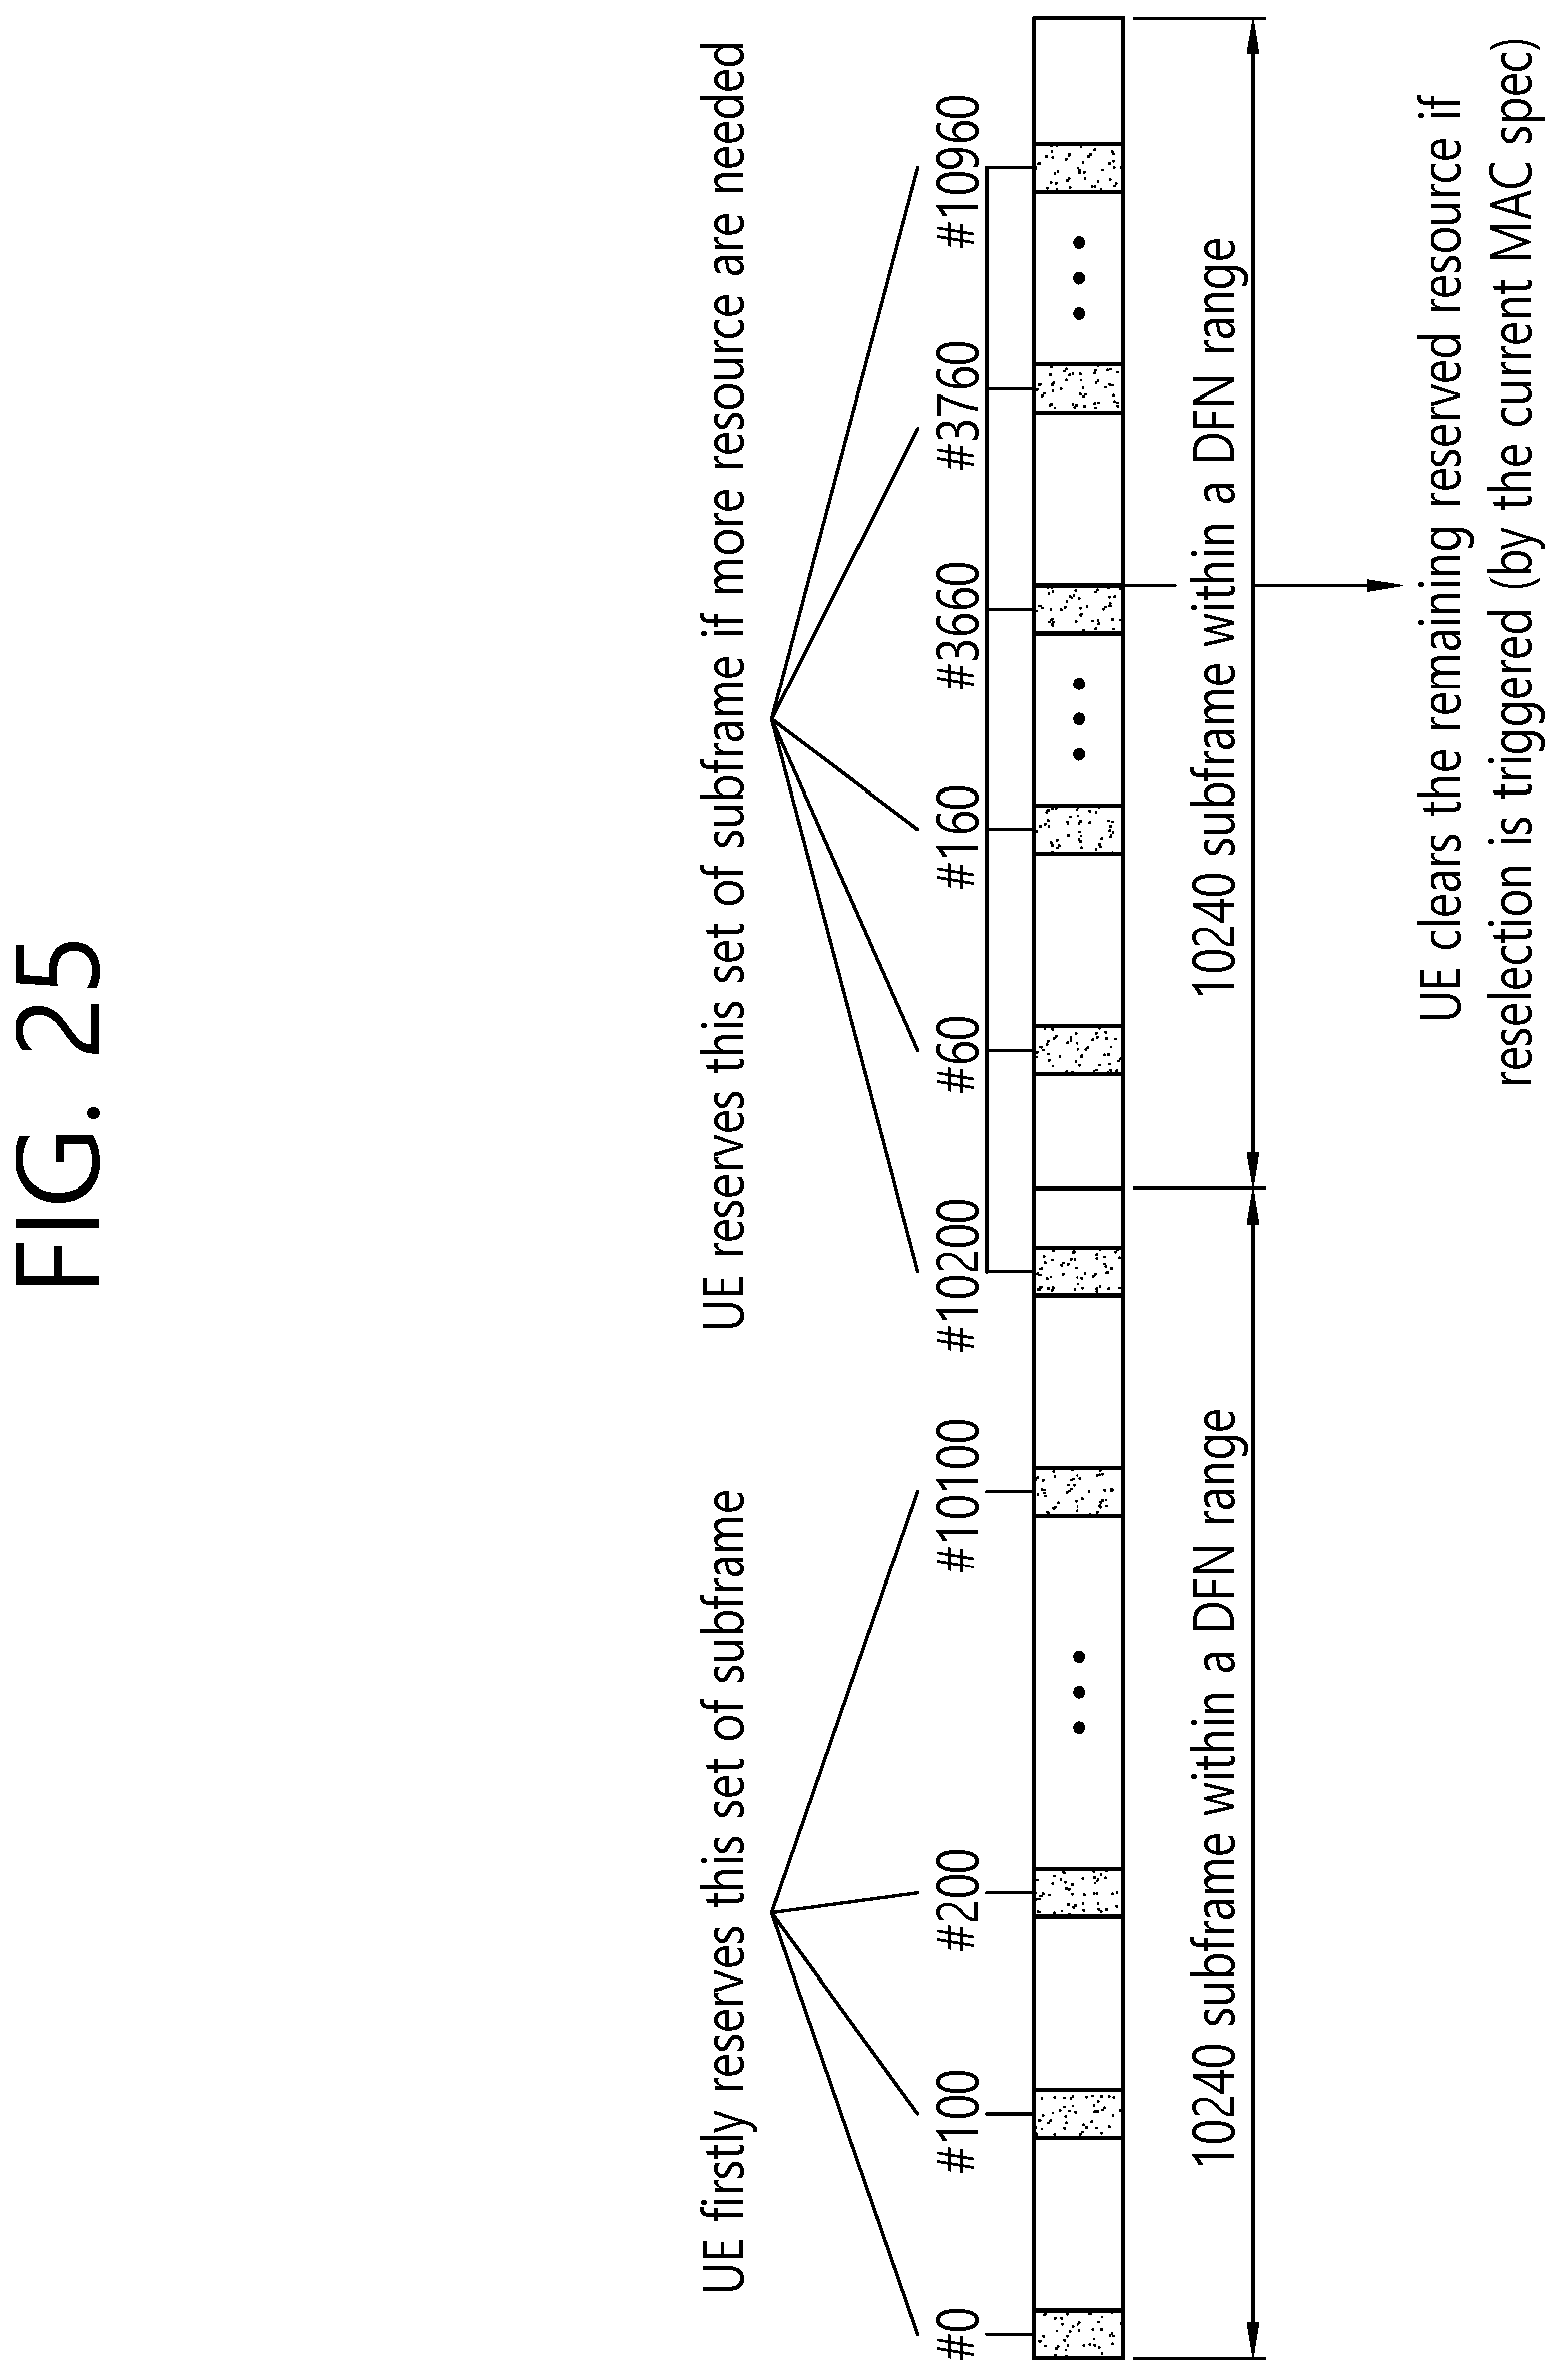 FIG. 25
UE firstly reserves this set of subframe
UE reserves this set of subframe if more resource are needed
#0
#100
#200
#10100
#10200
#60
#160
#3660
#3760
#10960
10240 subframe within a DFN range
10240 subframe within a DFN range
UE clears the remaining reserved resource if
reselection is triggered (by the current MAC spec)